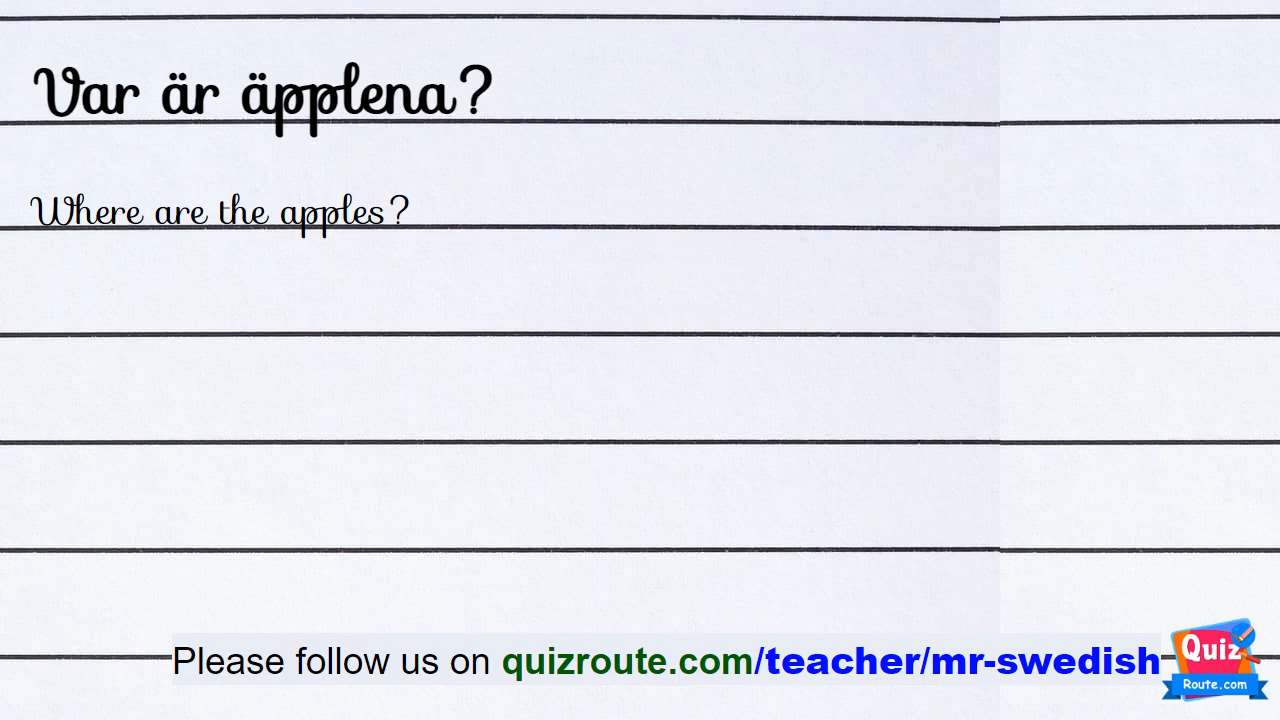 Var är äpplena?
Where are the apples?
Please follow us on quizroute.com/teacher/mr-swedish
Quiz
Route.com